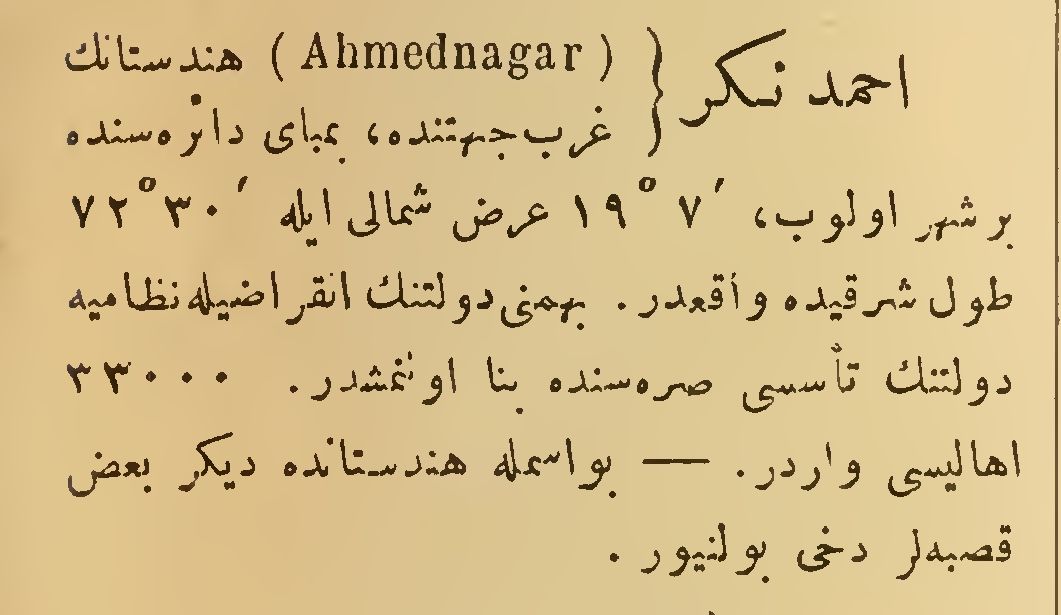 احمد نكر { (Ahmednagar) هندستانك
غرب جهتنده، بمبای دائره‌سنده
بر شهر اولوب، ′۷ °۱۹ عرض شمالی ایله ′۳۰ °۷۲
طول شرقیده واقعدر. بهمنی دولتنك انقراضیله نظامیه
دولتنك تأسسی صره‌سنده بنا اولنمشدر. ۳۳۰۰۰
اهالیسی واردر. — بو اسمله هندستانده دیكر بعض
قصبه‌لر دخی بولنیور.